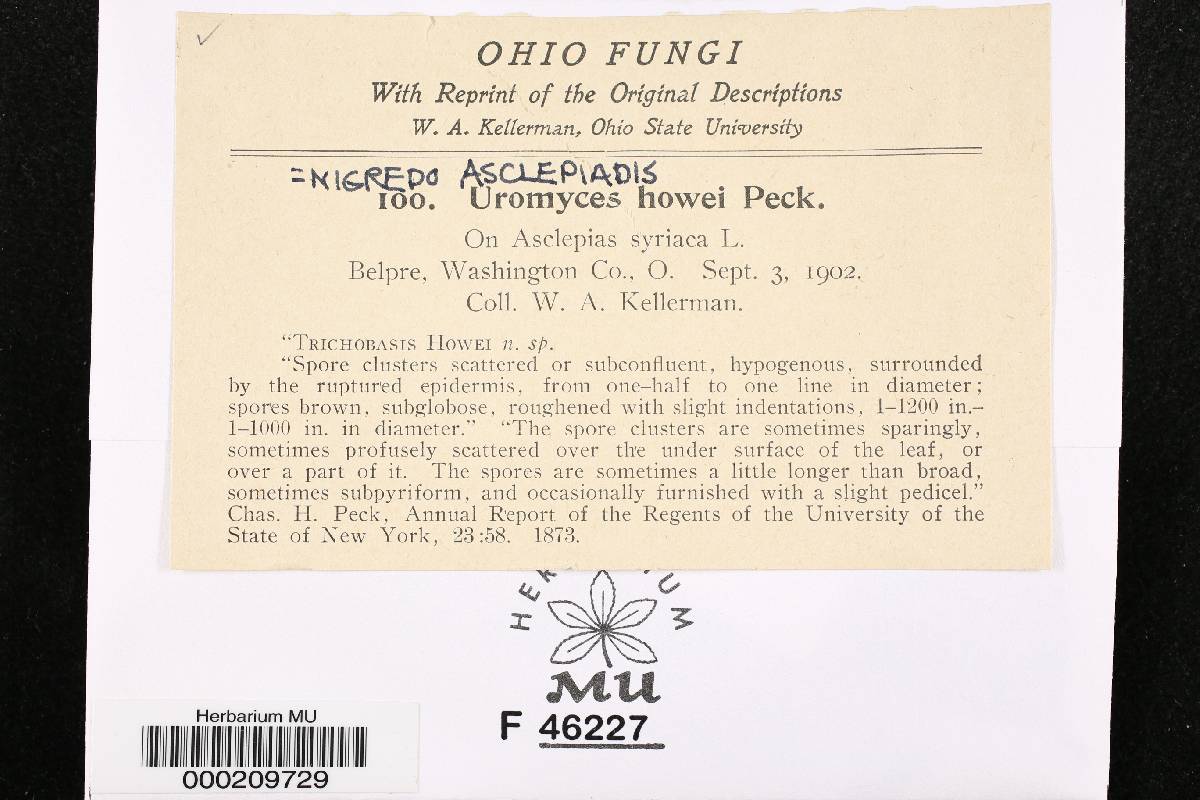 OHIO FUNGI
With Reprint of the Original Descriptions
W. A. Kellerman, Ohio State University
=NIGREDO ASCLEPIADIS
100. Uromyces howei Peck.
On Asclepias syriaca L.
Belpre, Washington Co., O. Sept. 3, 1902.
Coll. W. A. Kellerman.
"TRICHOBASIS HOWEI n. sp.
"Spore clusters scattered or subconfluent, hypogenous, surrounded
by the ruptured epidermis, from one-half to one line in diameter;
spores brown, subglobose, roughened with slight indentations, 1-1200 in.-
1-1000 in. in diameter." "The spore clusters are sometimes sparingly,
sometimes profusely scattered over the under surface of the leaf, or
over a part of it. The spores are sometimes a little longer than broad,
sometimes subpyriform, and occasionally furnished with a slight pedicel."
Chas. H. Peck, Annual Report of the Regents of the University of the
State of New York, 23:58. 1873.
MU
F 46227
Herbarium MU
000209729